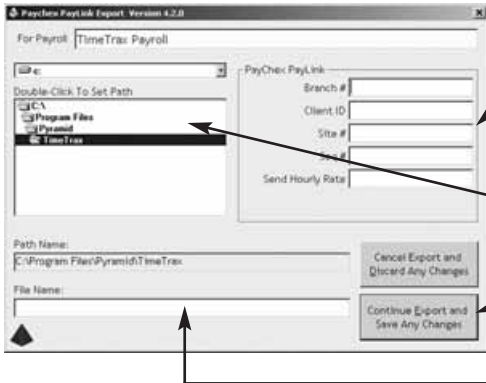 Paychex PayLink Export Version 4.2.0
For Payroll TimeTrax Payroll
c:
Double-Click To Set Path
C:\
Program Files
Pyramid
TimeTrax
PayChex PayLink
Branch #
Client ID
Site #
Seq #
Send Hourly Rate
Path Name:
C:\Program Files\Pyramid\TimeTrax
Cancel Export and
Discard Any Changes
File Name:
Continue Export and
Save Any Changes